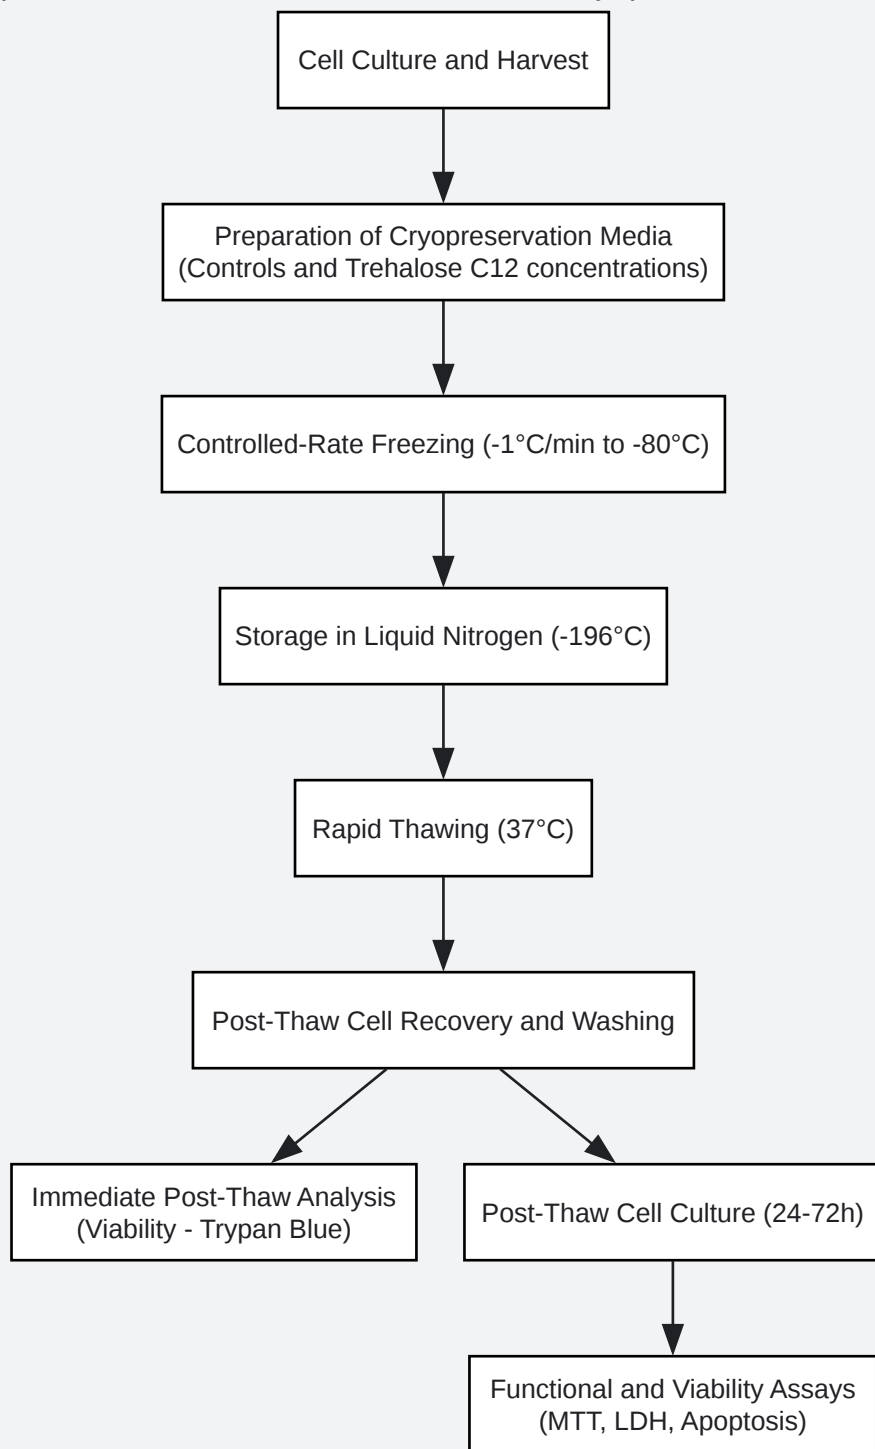 Cell Culture and Harvest
Preparation of Cryopreservation Media
(Controls and Trehalose C12 concentrations)
Controlled-Rate Freezing (-1°C/min to -80°C)
Storage in Liquid Nitrogen (-196°C)
Rapid Thawing (37°C)
Post-Thaw Cell Recovery and Washing
Immediate Post-Thaw Analysis
(Viability - Trypan Blue)
Post-Thaw Cell Culture (24-72h)
Functional and Viability Assays
(MTT, LDH, Apoptosis)